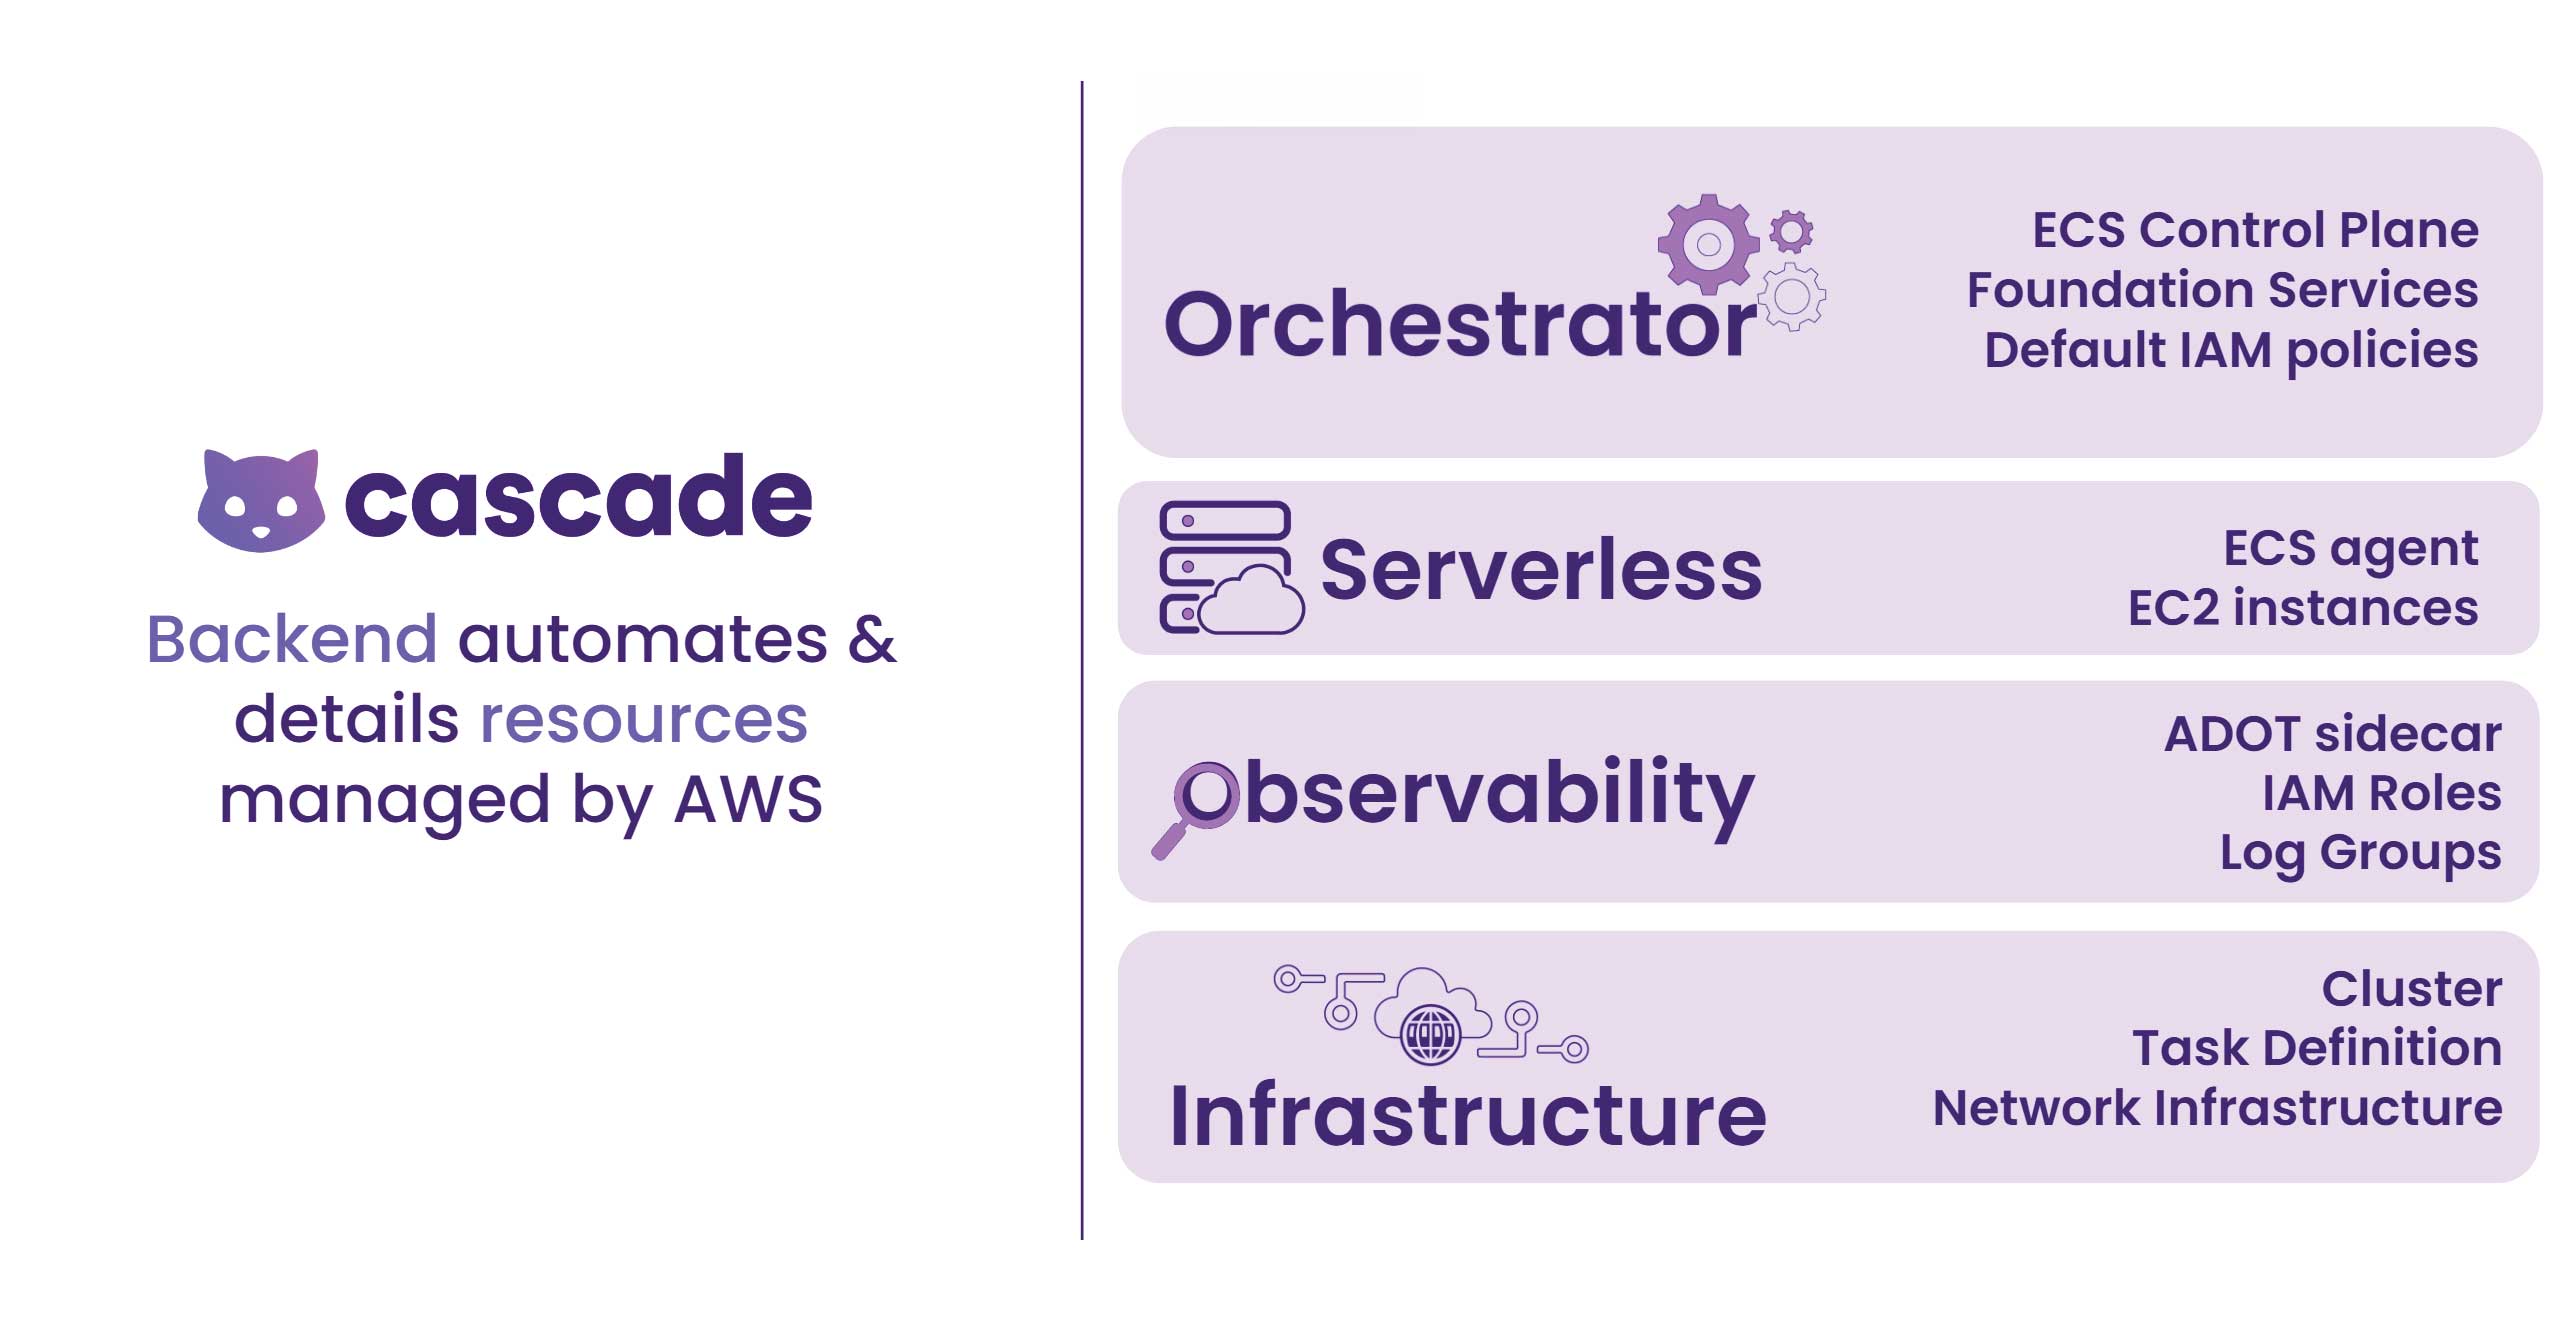 cascade
Backend automates &
details resources
managed by AWS
Orchestrator
ECS Control Plane
Foundation Services
Default IAM policies
Serverless
ECS agent
EC2 instances
Observability
ADOT sidecar
IAM Roles
Log Groups
Infrastructure
Cluster
Task Definition
Network Infrastructure